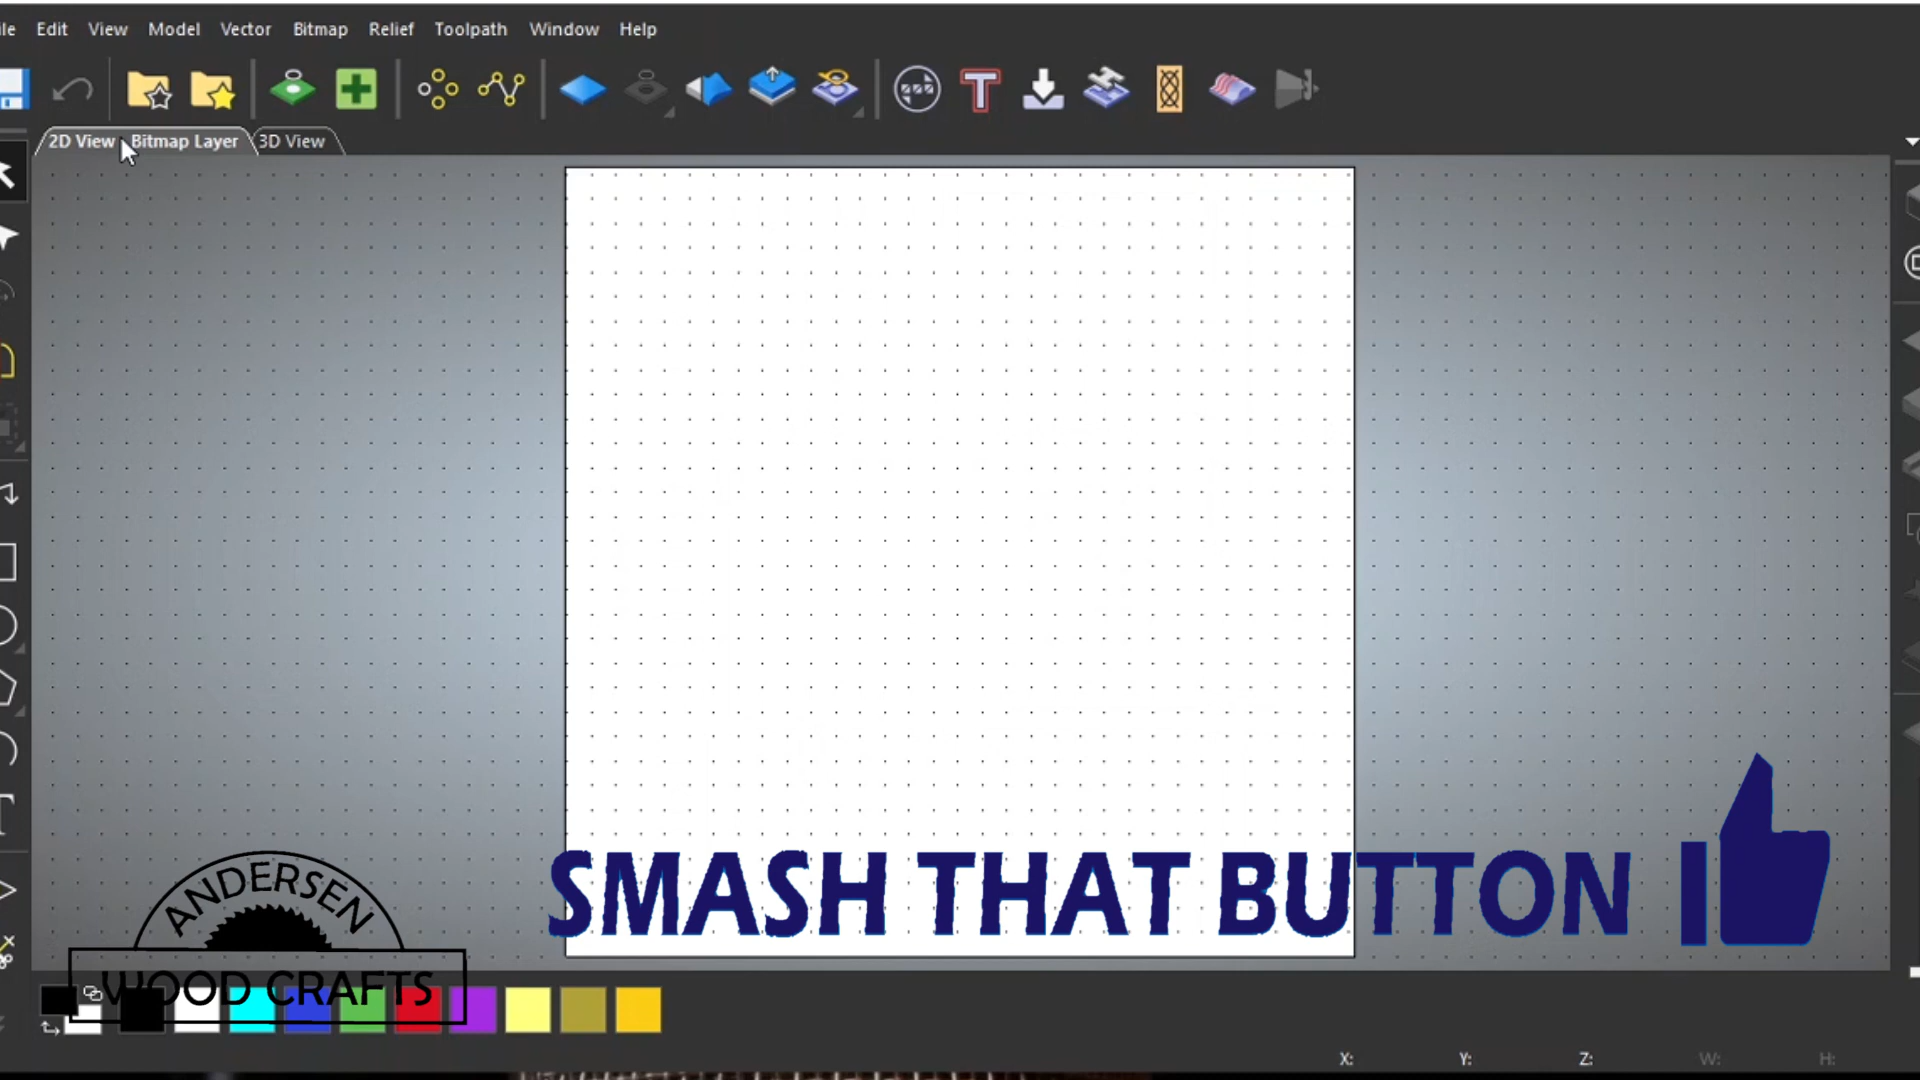 le Edit View Model Vector Bitmap Relief Toolpath Window Help
2D View Bitmap Layer 3D View
SMASH THAT BUTTON
ANDERSEN
WOOD CRAFTS
X: Y: Z: W: H: